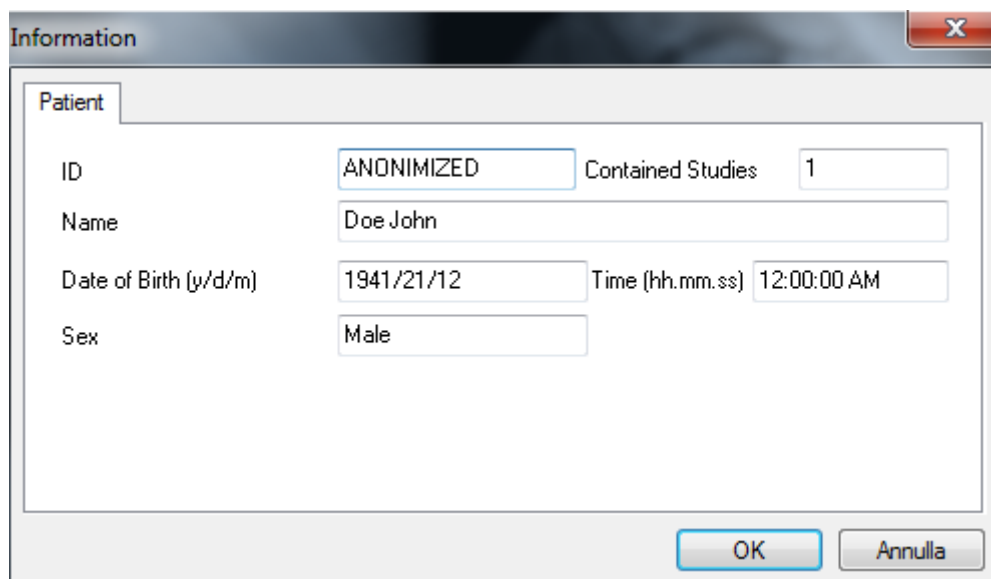 Information
Patient
ID ANONIMIZED Contained Studies 1
Name Doe John
Date of Birth (y/d/m) 1941/21/12 Time (hh.mm.ss) 12:00:00 AM
Sex Male
OK Annulla